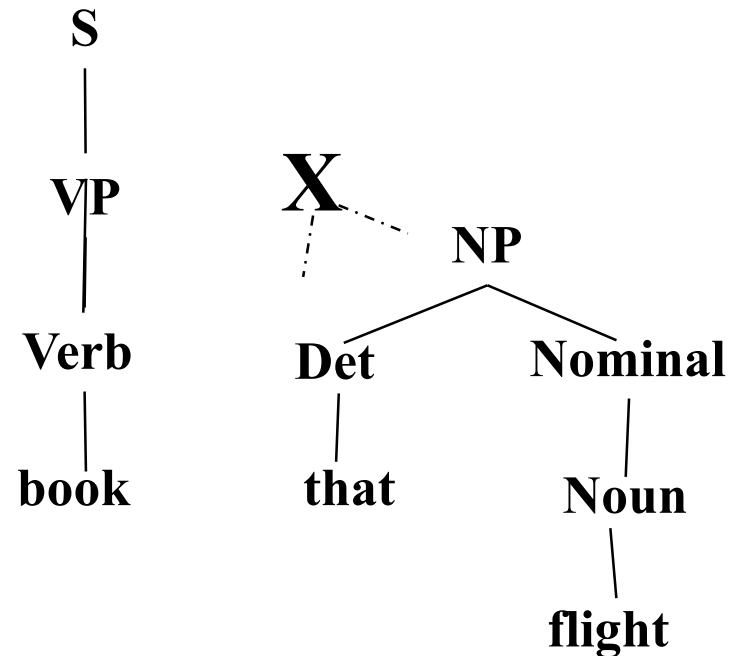 S
VP
X
NP
Verb
Det
Nominal
book
that
Noun
flight